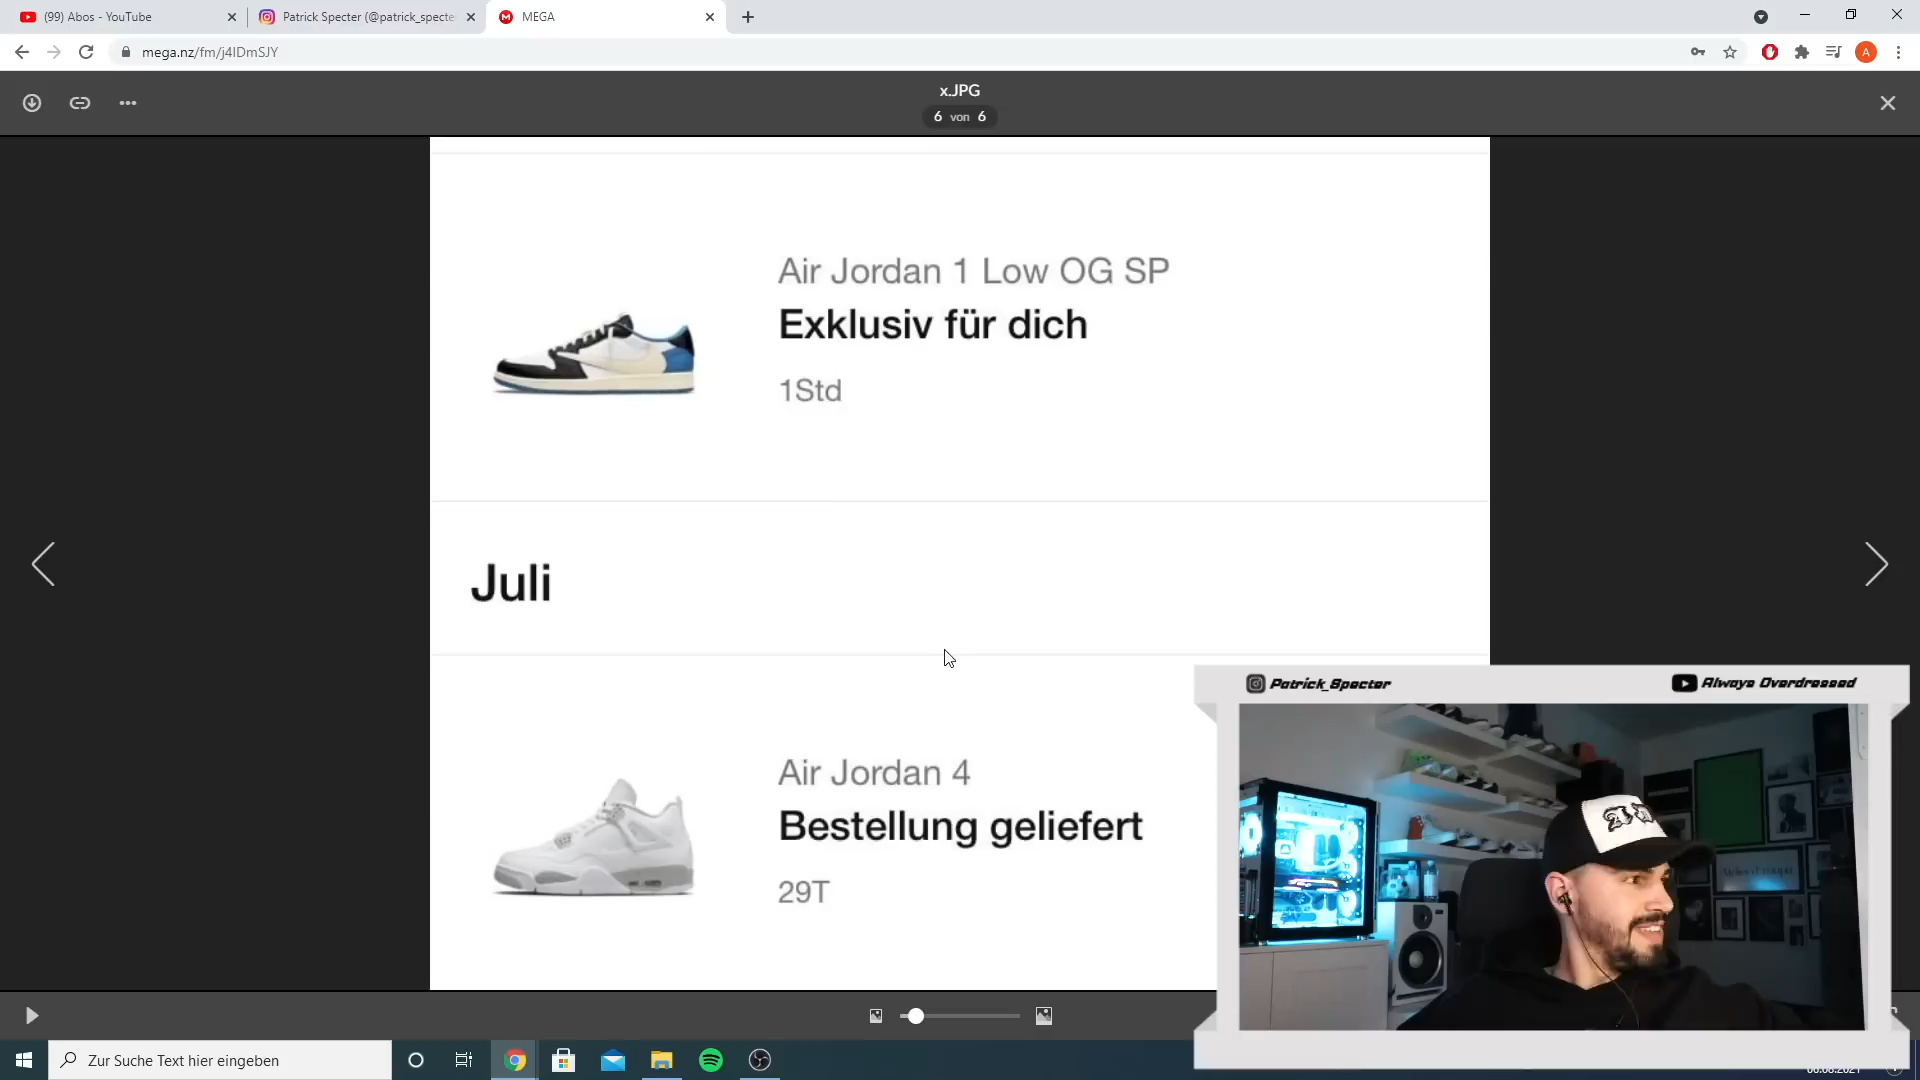 (99) Abos - YouTube
Patrick Specter (@patrick_specte
MEGA
mega.nz/fm/j4IDmSJY
A
x.JPG
6 von 6
Air Jordan 1 Low OG SP
Exklusiv für dich
1Std
Juli
Air Jordan 4
Bestellung geliefert
29T
Patrick_Specter
Always Overdressed
Zur Suche Text hier eingeben